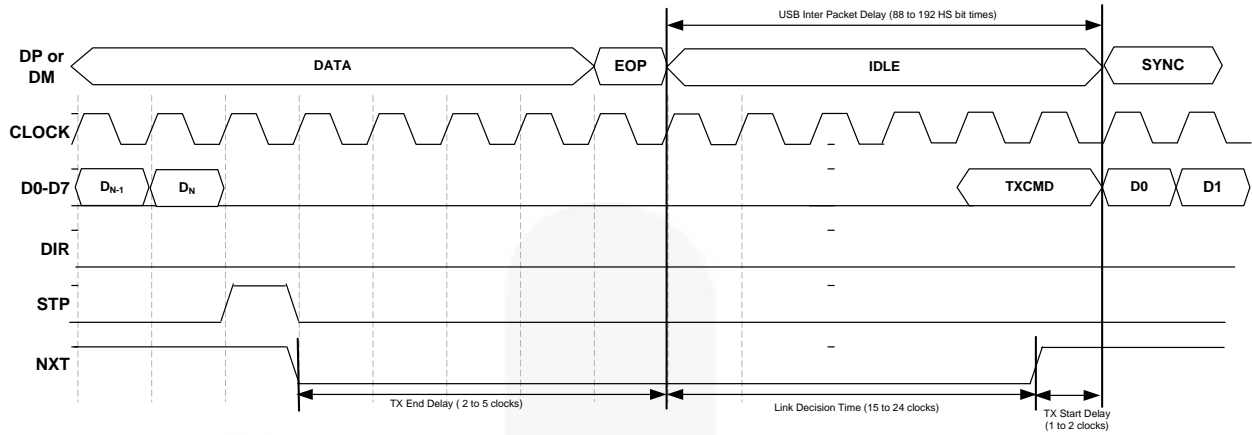 USB Inter Packet Delay (88 to 192 HS bit times)
DP or
DM
DATA
EOP
IDLE
SYNC
CLOCK
D0-D7
DN-1
DN
TXCMD
D0
D1
DIR
STP
NXT
TX End Delay ( 2 to 5 clocks)
Link Decision Time (15 to 24 clocks)
TX Start Delay
(1 to 2 clocks)